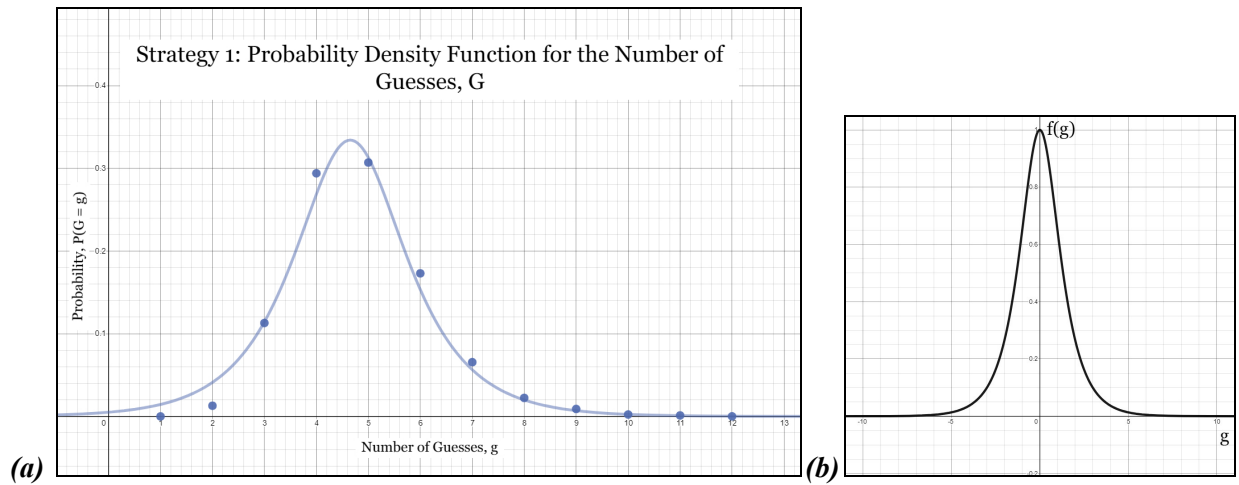 Strategy 1: Probability Density Function for the Number of
Guesses, G
0.4
0.3
0.2
0.1
Probability, P(G = g)
0 1 2 3 4 5 6 7 8 9 10 11 12 13
Number of Guesses, g
(a)
f(g)
1
0.8
0.6
0.4
0.2
-10 -5 0 5 10
g
-0.2
(b)